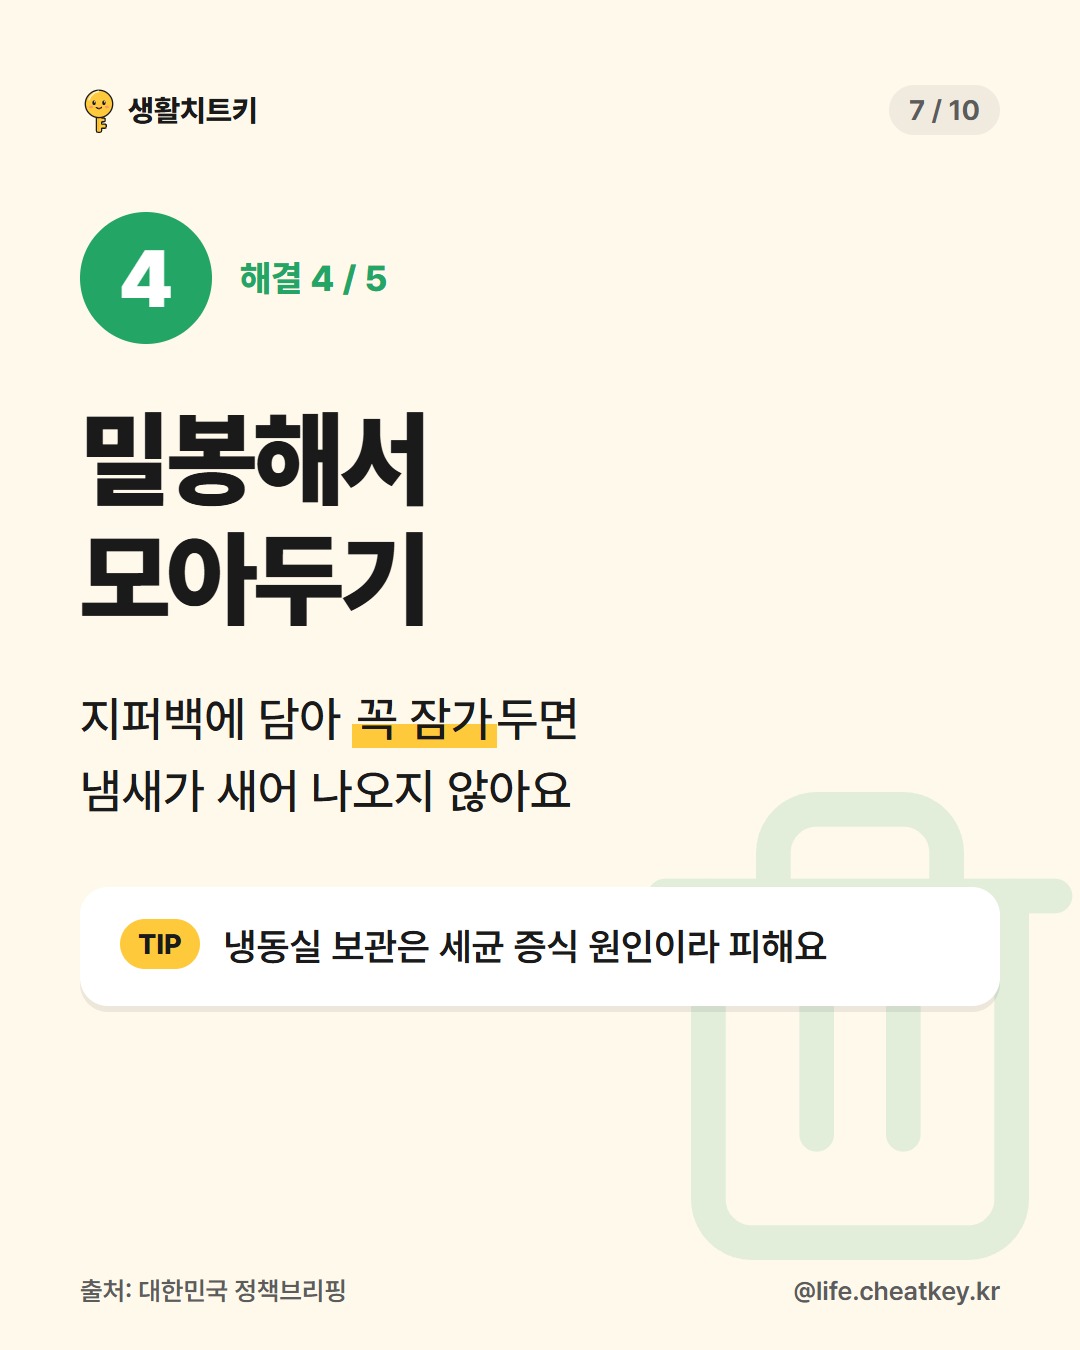 생활치트키
7 / 10
4
해결 4 / 5
밀봉해서
모아두기
지퍼백에 담아 꼭 잠가두면
냄새가 새어 나오지 않아요
TIP 냉동실 보관은 세균 증식 원인이라 피해요
출처: 대한민국 정책브리핑
@life.cheatkey.kr